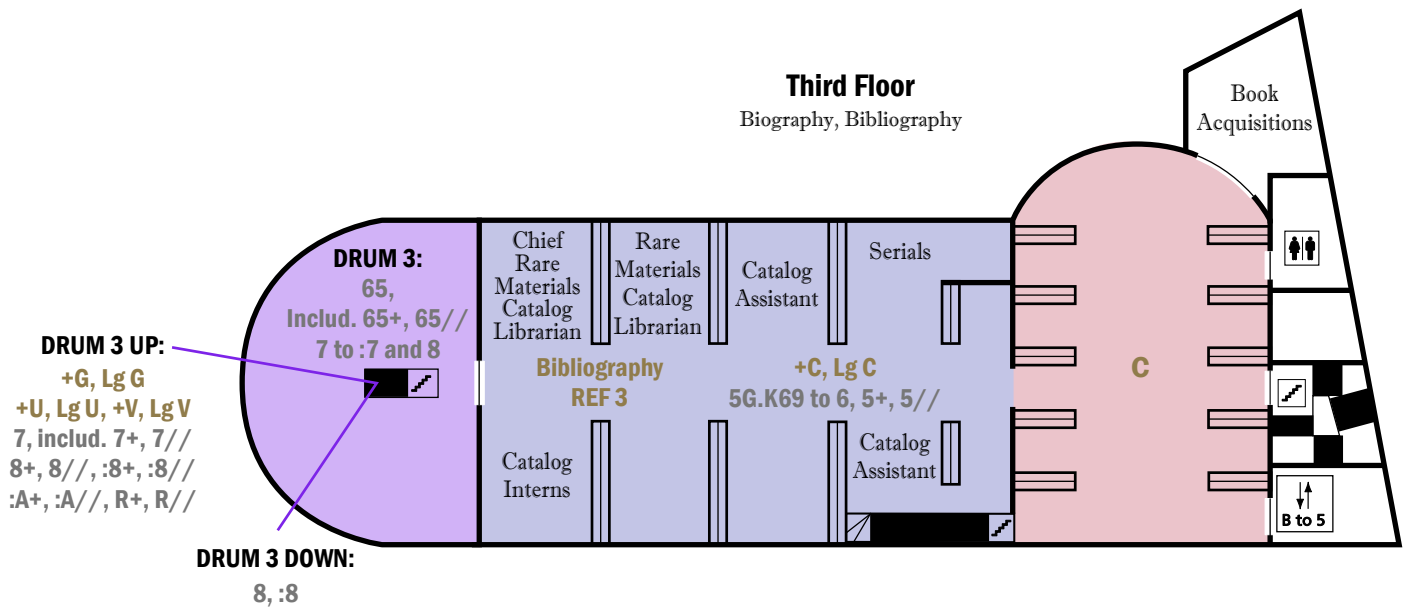 Third Floor
Biography, Bibliography
Book
Acquisitions
DRUM 3:
65,
Includ. 65+, 65//
7 to :7 and 8
DRUM 3 UP:
+G, Lg G
+U, Lg U, +V, Lg V
7, includ. 7+, 7//
8+, 8//, :8+, :8//
:A+, :A//, R+, R//
DRUM 3 DOWN:
8, :8
Chief
Rare
Materials
Catalog
Librarian
Rare
Materials
Catalog
Librarian
Catalog
Assistant
Serials
Bibliography
REF 3
+C, Lg C
5G.K69 to 6, 5+, 5//
Catalog
Interns
Catalog
Assistant
C
B to 5